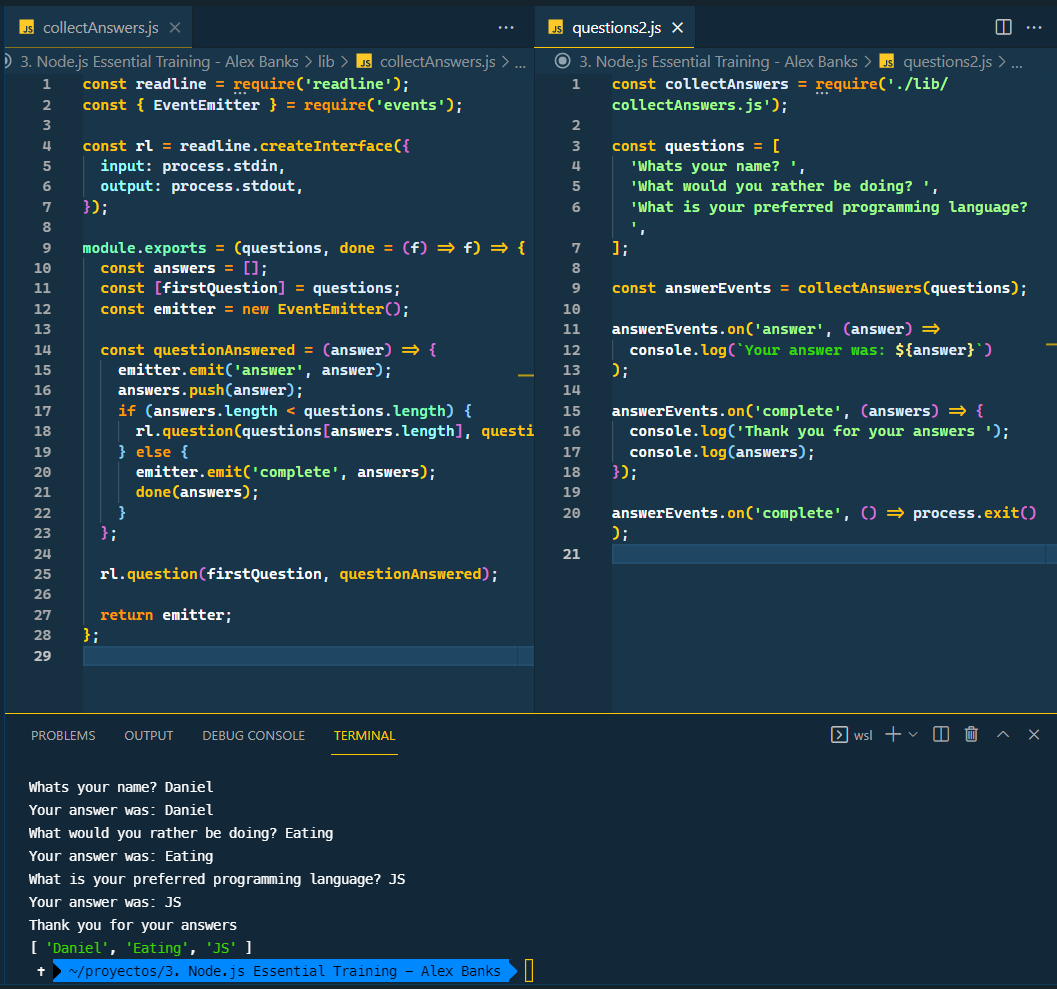 collectAnswers.js
3. Node.js Essential Training - Alex Banks > lib > JS collectAnswers.js > ...
1 const readline = require('readline');
2 const { EventEmitter } = require('events');
3
4 const rl = readline.createInterface({
5 input: process.stdin,
6 output: process.stdout,
7 });
8
9 module.exports = (questions, done = (f) => f) => {
10 const answers = [];
11 const [firstQuestion] = questions;
12 const emitter = new EventEmitter();
13
14 const questionAnswered = (answer) => {
15 emitter.emit('answer', answer);
16 answers.push(answer);
17 if (answers.length < questions.length) {
18 rl.question(questions[answers.length], questi
19 } else {
20 emitter.emit('complete', answers);
21 done(answers);
22 }
23 };
24
25 rl.question(firstQuestion, questionAnswered);
26
27 return emitter;
28 };
29
JS questions2.js
3. Node.js Essential Training - Alex Banks > JS questions2.js > ...
1 const collectAnswers = require('./lib/
collectAnswers.js');
2
3 const questions = [
4 'Whats your name? ',
5 'What would you rather be doing? ',
6 'What is your preferred programming language?
',
7 ];
8
9 const answerEvents = collectAnswers(questions);
10
11 answerEvents.on('answer', (answer) =>
12 console.log(`Your answer was: ${answer}`)
13 );
14
15 answerEvents.on('complete', (answers) => {
16 console.log('Thank you for your answers ');
17 console.log(answers);
18 });
19
20 answerEvents.on('complete', () => process.exit()
);
21
PROBLEMS OUTPUT DEBUG CONSOLE TERMINAL wsl
Whats your name? Daniel
Your answer was: Daniel
What would you rather be doing? Eating
Your answer was: Eating
What is your preferred programming language? JS
Your answer was: JS
Thank you for your answers
[ 'Daniel', 'Eating', 'JS' ]
~/proyectos/3. Node.js Essential Training - Alex Banks